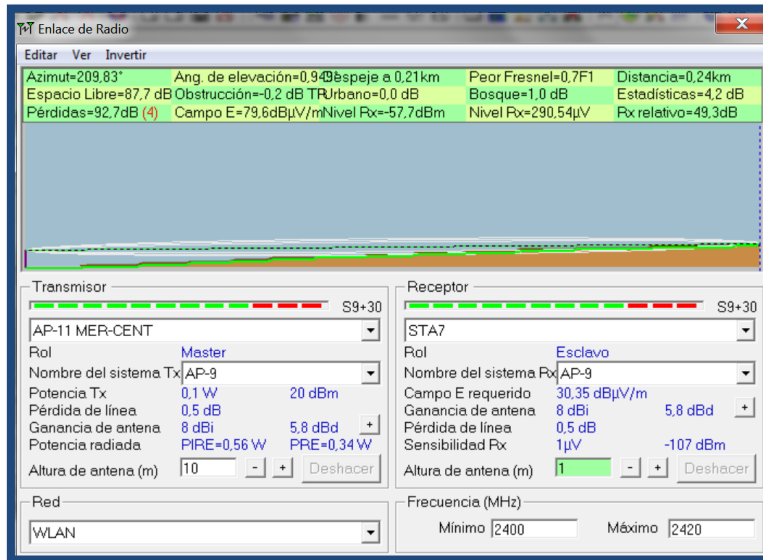 Enlace de Radio
Editar Ver Invertir
Azimut=209,83° Ang. de elevación=0,949° Despeje a 0,21km Peor Fresnel=0,7F1 Distancia=0,24km
Espacio Libre=87,7 dB Obstrucción=-0,2 dB TR Urbano=0,0 dB Bosque=1,0 dB Estadísticas=4,2 dB
Pérdidas=92,7dB (4) Campo E=79,6dBµV/m Nivel Rx=-57,7dBm Nivel Rx=290,54µV Rx relativo=49,3dB
Transmisor
S9+30
AP-11 MER-CENT
Rol Master
Nombre del sistema Tx AP-9
Potencia Tx 0,1 W 20 dBm
Pérdida de línea 0,5 dB
Ganancia de antena 8 dBi 5,8 dBd +
Potencia radiada PIRE=0,56 W PRE=0,34 W
Altura de antena (m) 10 - + Deshacer
Red
WLAN
Receptor
S9+30
STA7
Rol Esclavo
Nombre del sistema Rx AP-9
Campo E requerido 30,35 dBµV/m
Ganancia de antena 8 dBi 5,8 dBd +
Pérdida de línea 0,5 dB
Sensibilidad Rx 1µV -107 dBm
Altura de antena (m) 1 - + Deshacer
Frecuencia (MHz)
Mínimo 2400 Máximo 2420